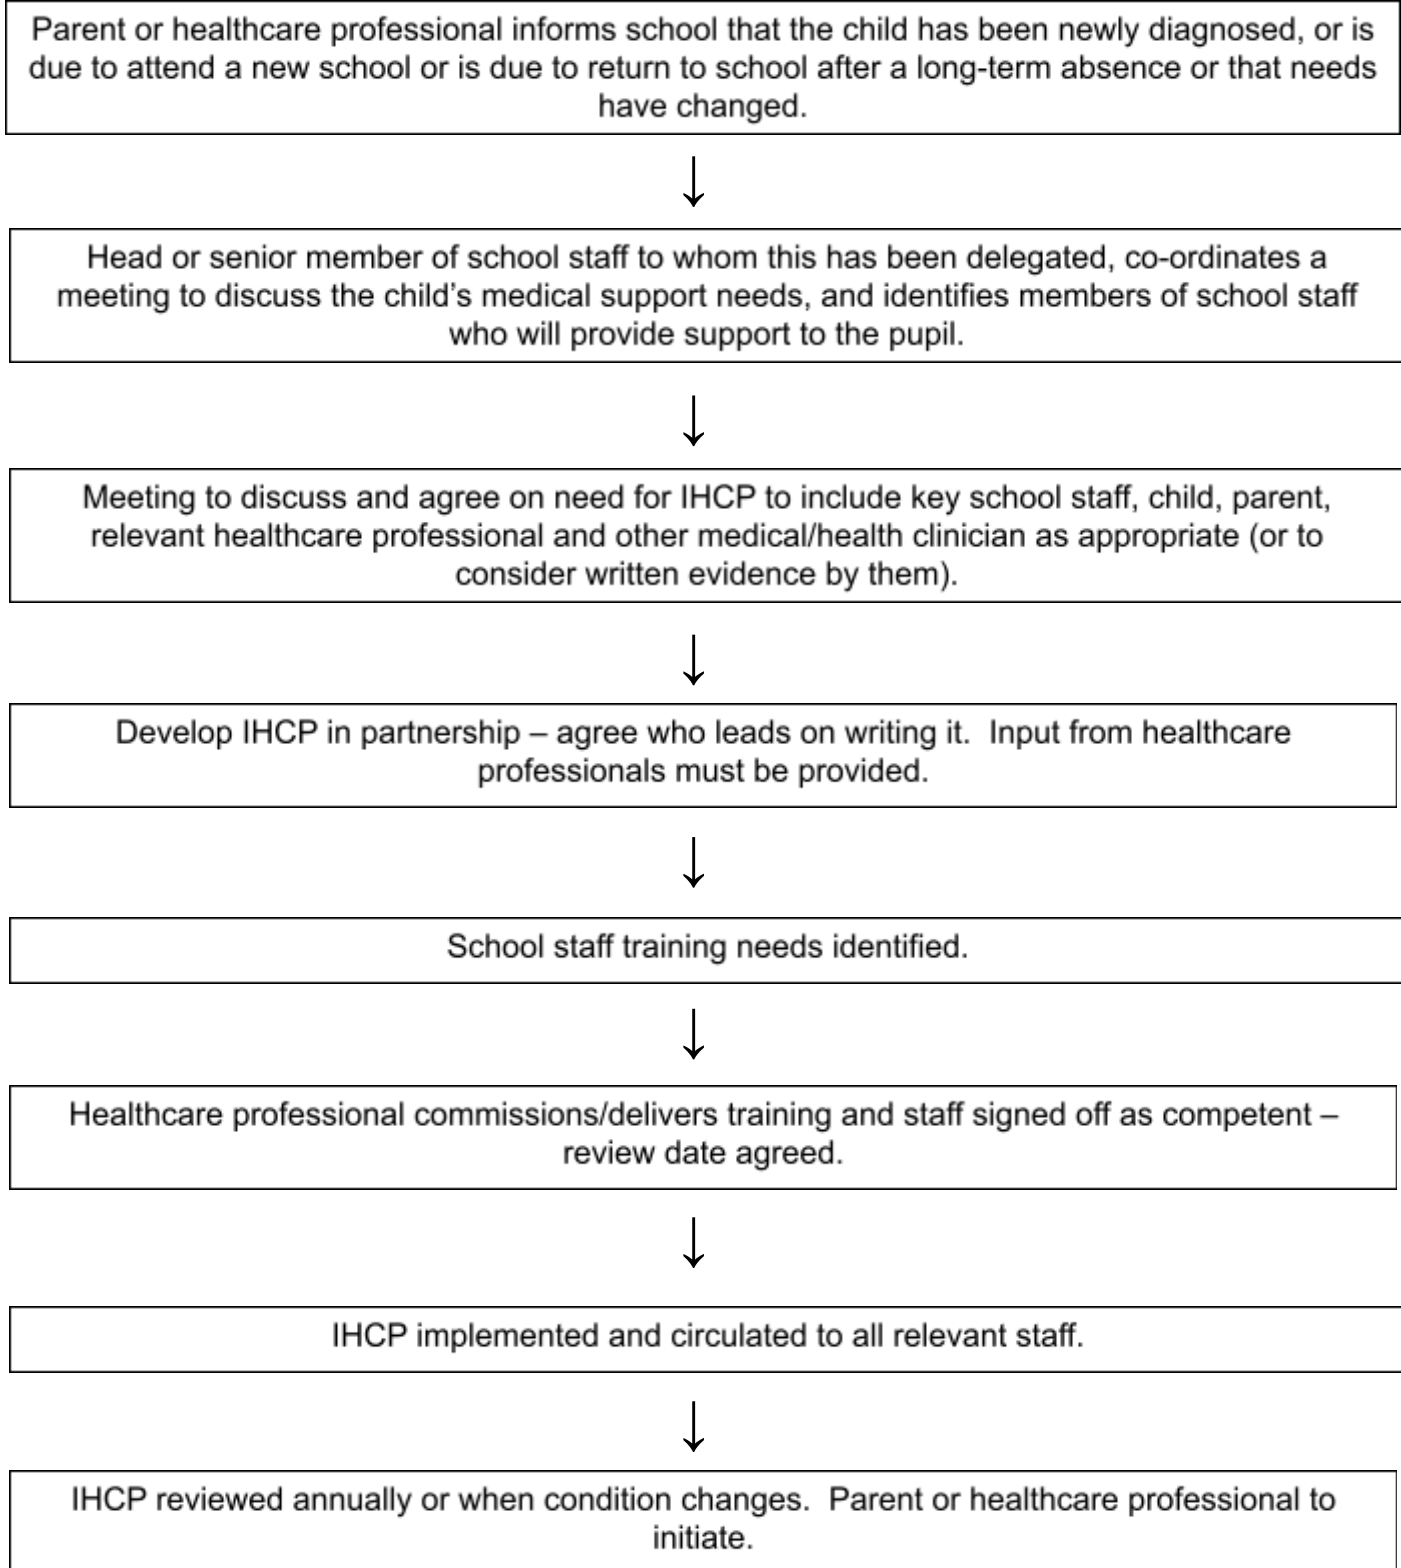 Parent or healthcare professional informs school that the child has been newly diagnosed, or is
due to attend a new school or is due to return to school after a long-term absence or that needs
have changed.
Head or senior member of school staff to whom this has been delegated, co-ordinates a
meeting to discuss the child's medical support needs, and identifies members of school staff
who will provide support to the pupil.
Meeting to discuss and agree on need for IHCP to include key school staff, child, parent,
relevant healthcare professional and other medical/health clinician as appropriate (or to
consider written evidence by them).
Develop IHCP in partnership – agree who leads on writing it.  Input from healthcare
professionals must be provided.
School staff training needs identified.
Healthcare professional commissions/delivers training and staff signed off as competent –
review date agreed.
IHCP implemented and circulated to all relevant staff.
IHCP reviewed annually or when condition changes.  Parent or healthcare professional to
initiate.